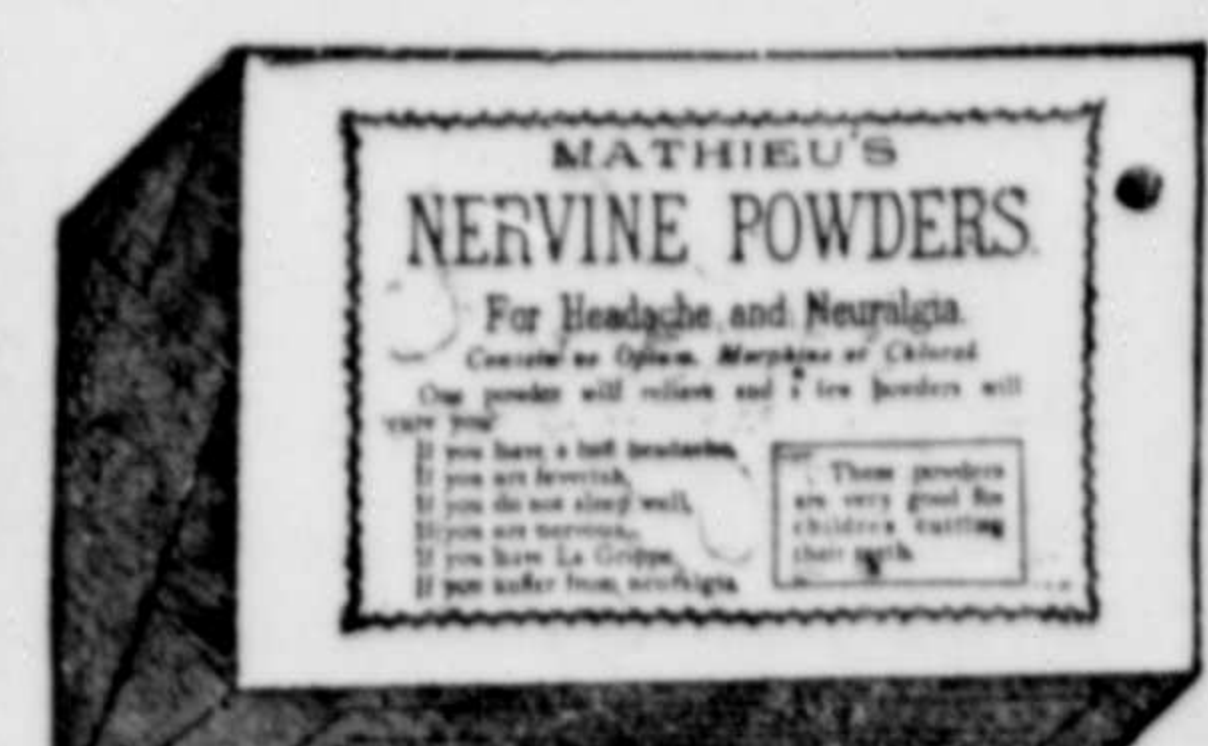 MATHIEU'S
NERVINE POWDERS.
For Headache and Neuralgia.
Contain no Opium, Morphine or Chloral
One powder will relieve and a few powders will
cure you
If you have a bad headache,
If you are feverish,
If you do not sleep well,
If you are nervous,
If you have La Grippe,
If you suffer from neuralgia.
These powders
are very good for
children cutting
their teeth.